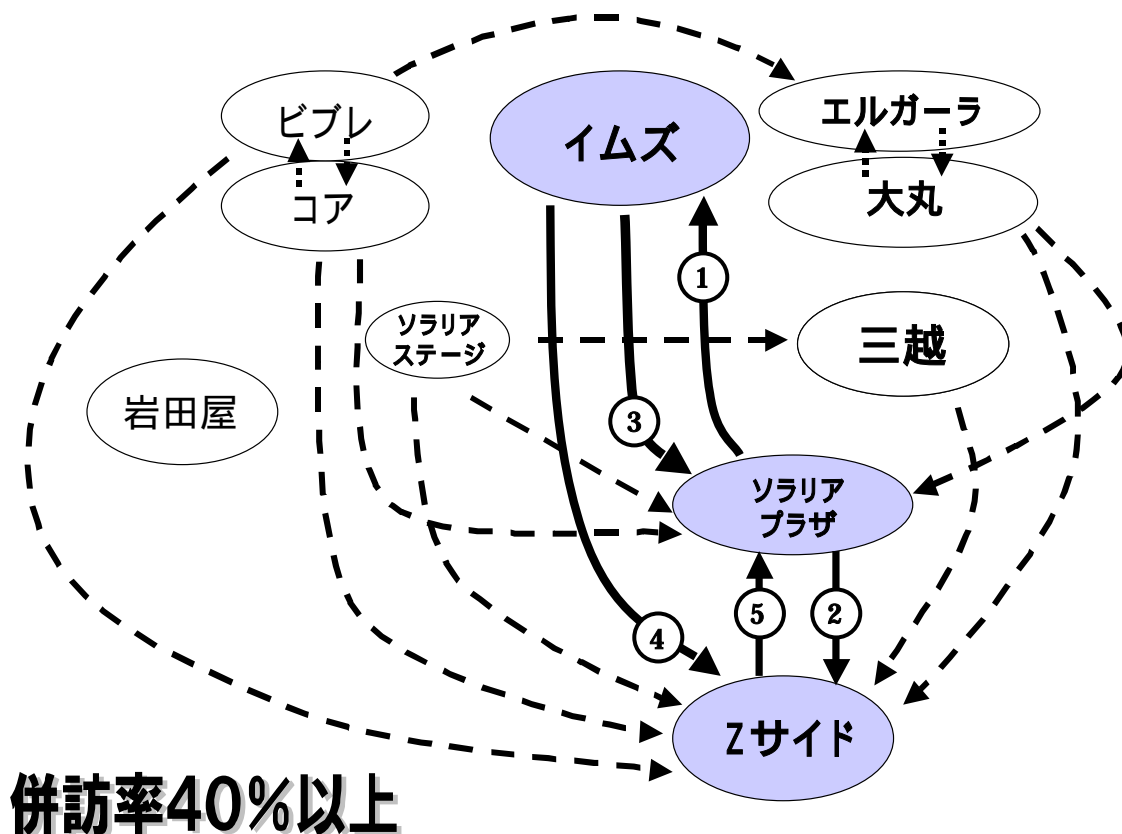 ビブレ
イムズ
エルガーラ
コア
大丸
1
ソラリア
ステージ
三越
岩田屋
3
ソラリア
プラザ
5
2
4
Zサイド
併訪率40%以上